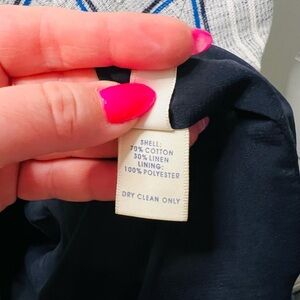 SHELL:
70% COTTON
30% LINEN
LINING:
100% POLYESTER
DRY CLEAN ONLY